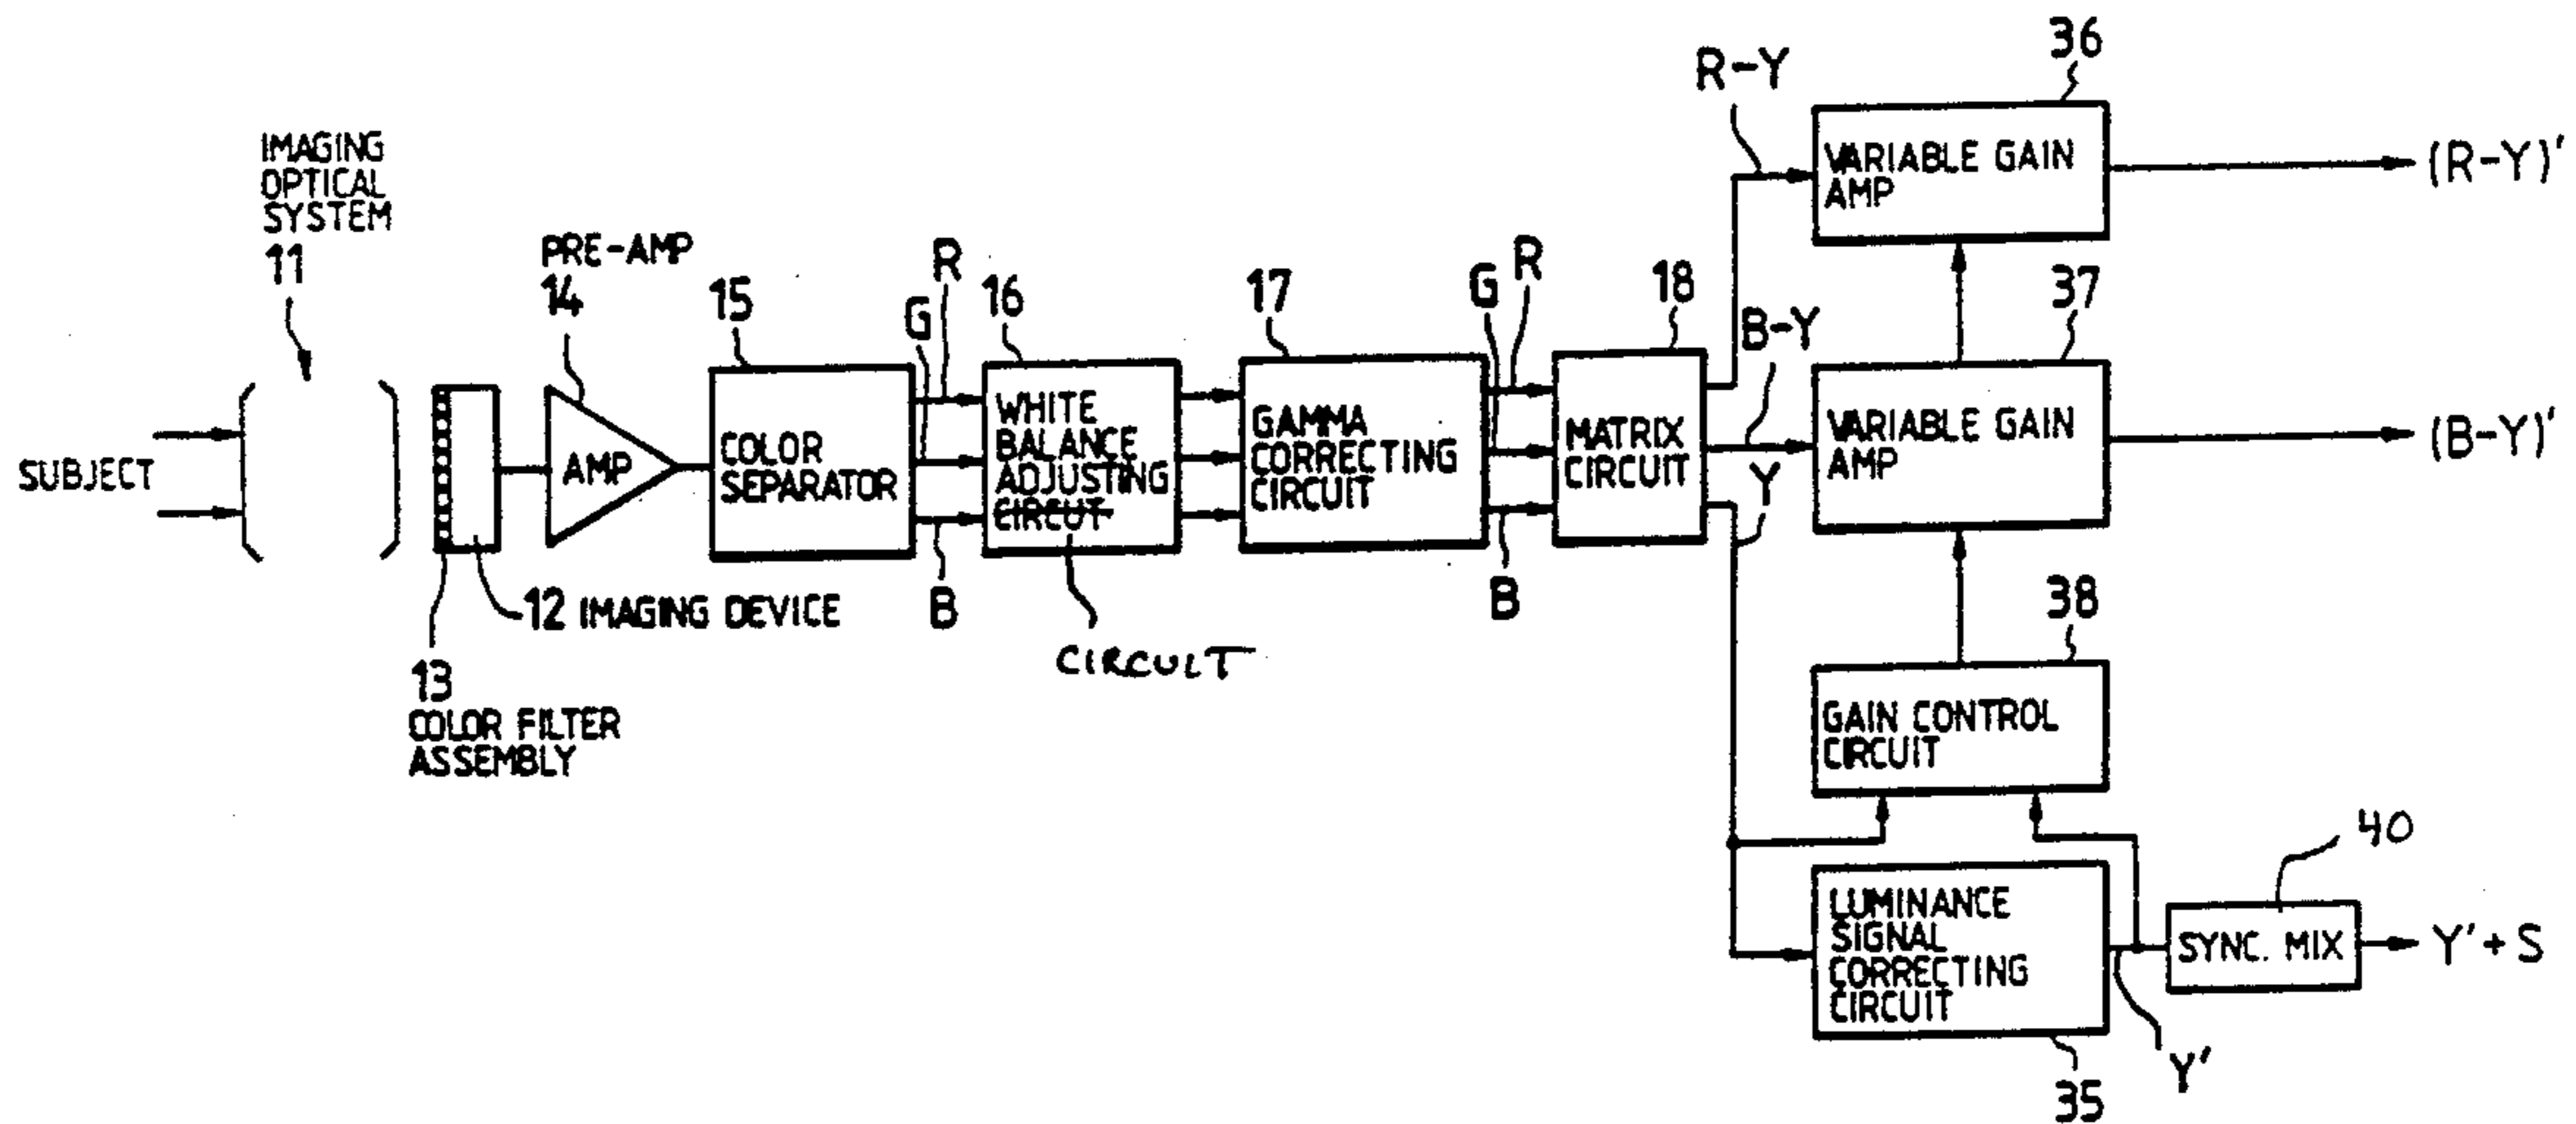 IMAGING
OPTICAL
SYSTEM
11
SUBJECT
13
COLOR FILTER
ASSEMBLY
12 IMAGING DEVICE
PRE-AMP
14
AMP
15
COLOR
SEPARATOR
R
G
B
16
WHITE
BALANCE
ADJUSTING
CIRCUT
CIRCUIT
17
GAMMA
CORRECTING
CIRCUIT
G R
B
18
MATRIX
CIRCUIT
R-Y
B-Y
Y
36
VARIABLE GAIN
AMP
(R-Y)'
37
VARIABLE GAIN
AMP
(B-Y)'
38
GAIN CONTROL
CIRCUIT
LUMINANCE
SIGNAL
CORRECTING
CIRCUIT
35
Y'
40
SYNC. MIX
Y'+S